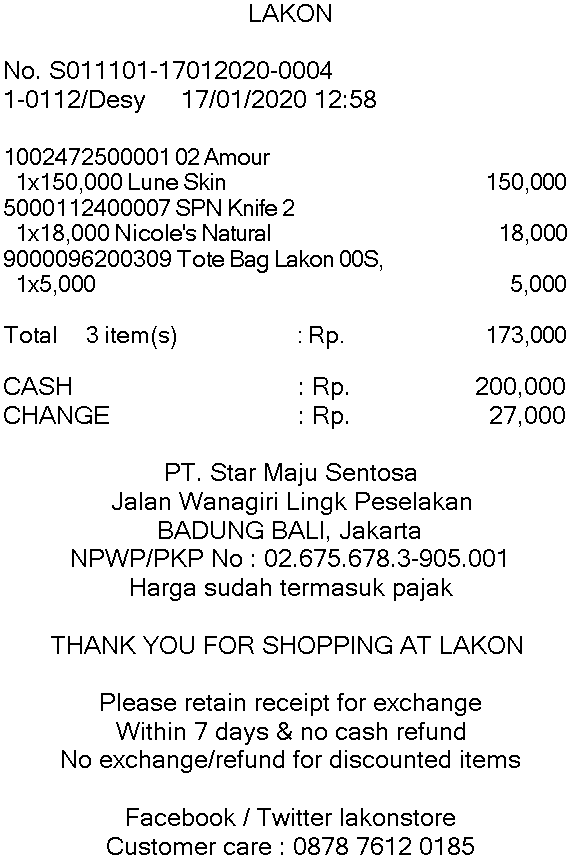 LAKON
No. S011101-17012020-0004
1-0112/Desy 17/01/2020 12:58
1002472500001 02 Amour
1x150,000 Lune Skin 150,000
5000112400007 SPN Knife 2
1x18,000 Nicole's Natural 18,000
9000096200309 Tote Bag Lakon 00S,
1x5,000 5,000
Total 3 item(s) : Rp. 173,000
CASH : Rp. 200,000
CHANGE : Rp. 27,000
PT. Star Maju Sentosa
Jalan Wanagiri Lingk Peselakan
BADUNG BALI, Jakarta
NPWP/PKP No : 02.675.678.3-905.001
Harga sudah termasuk pajak
THANK YOU FOR SHOPPING AT LAKON
Please retain receipt for exchange
Within 7 days & no cash refund
No exchange/refund for discounted items
Facebook / Twitter lakonstore
Customer care : 0878 7612 0185